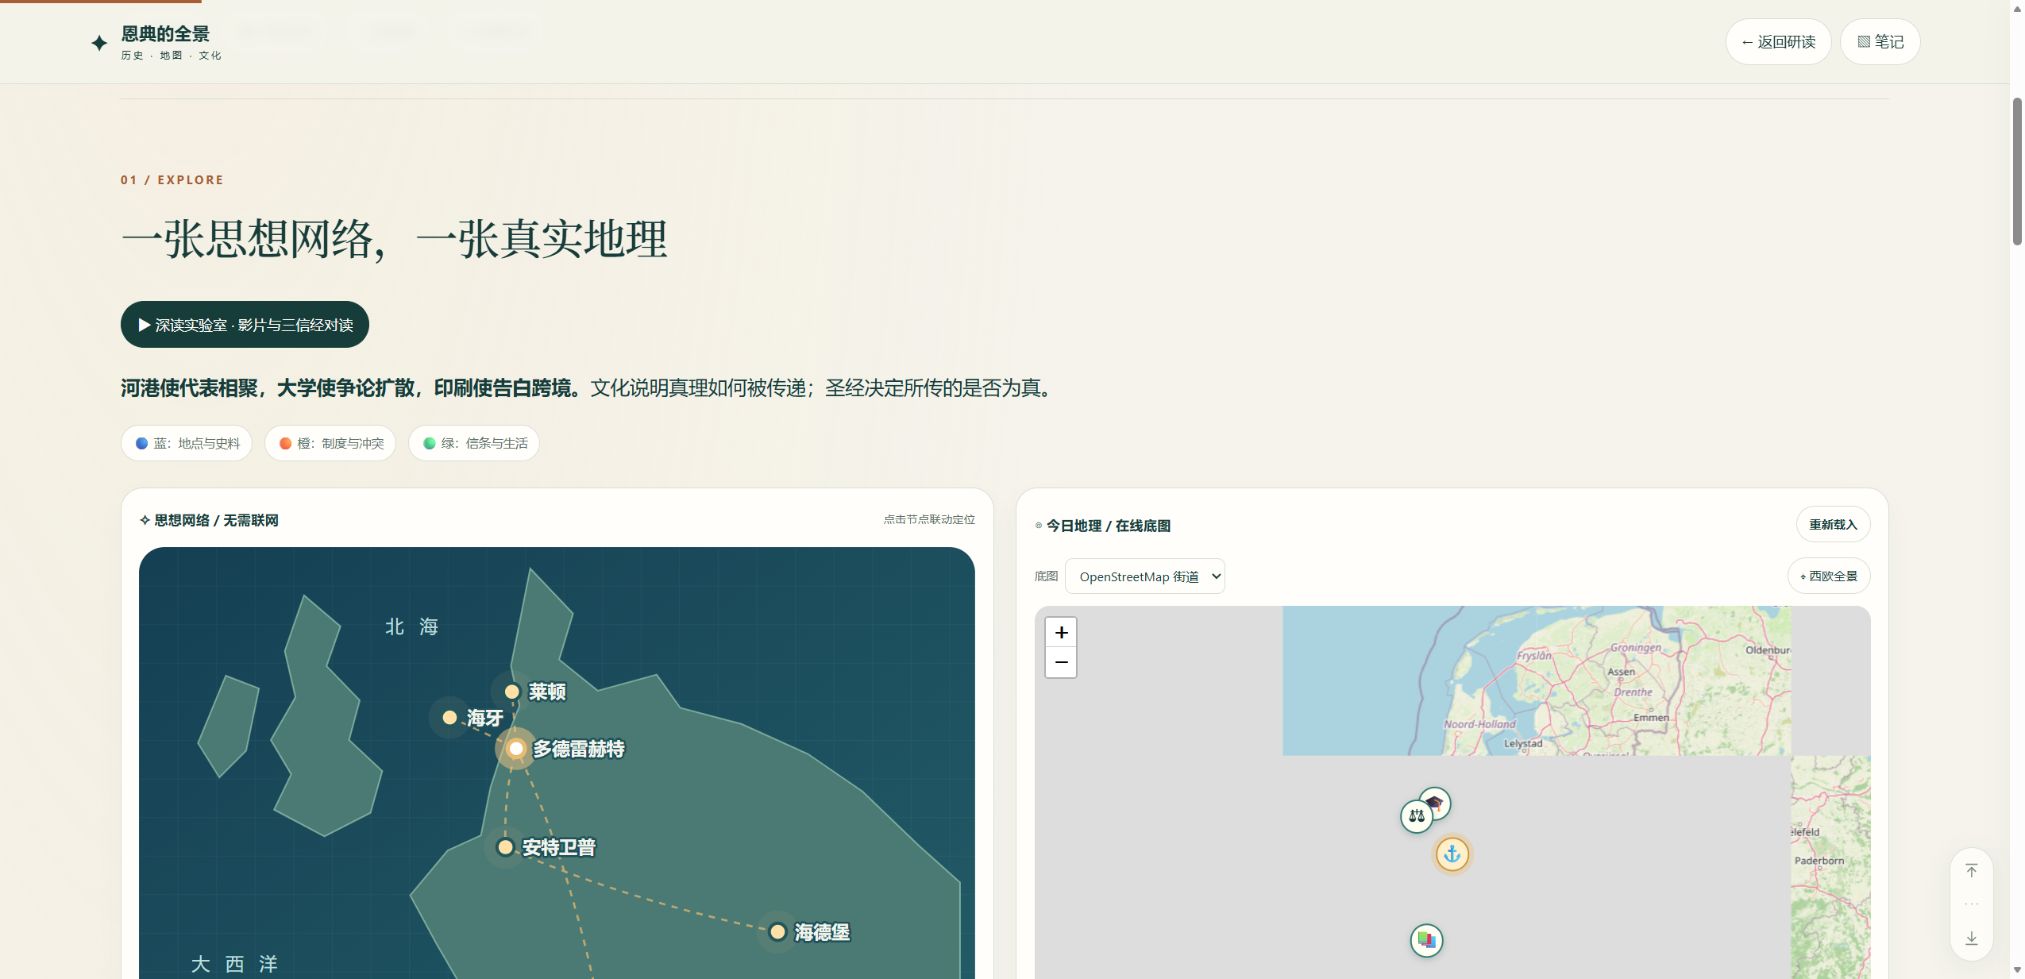 恩典的全景
历史 · 地图 · 文化
← 返回研读
笔记
01 / EXPLORE
一张思想网络，一张真实地理
▶ 深读实验室 · 影片与三信经对读
河港使代表相聚，大学使争论扩散，印刷使告白跨境。文化说明真理如何被传递；圣经决定所传的是否为真。
蓝：地点与史料
橙：制度与冲突
绿：信条与生活
✧ 思想网络 / 无需联网
点击节点联动定位
北 海
莱顿
海牙
多德雷赫特
安特卫普
海德堡
大 西 洋
今日地理 / 在线底图
重新载入
底图
OpenStreetMap 街道
西欧全景
+
−
Fryslân
Groningen
Oldenbur
Assen
Drenthe
Emmen
Noord-Holland
Lelystad
elefeld
Paderborn